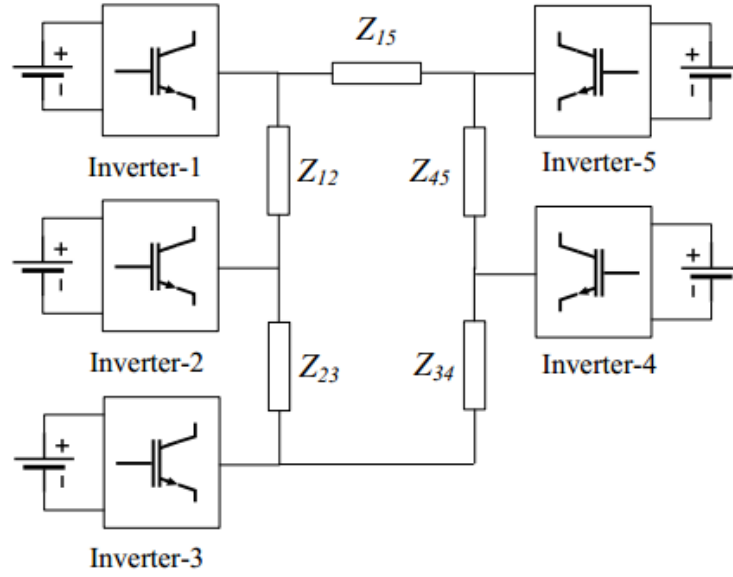 Z15
+
−
Inverter-1
+
−
Inverter-5
Z12
Z45
+
−
Inverter-2
+
−
Inverter-4
Z23
Z34
+
−
Inverter-3